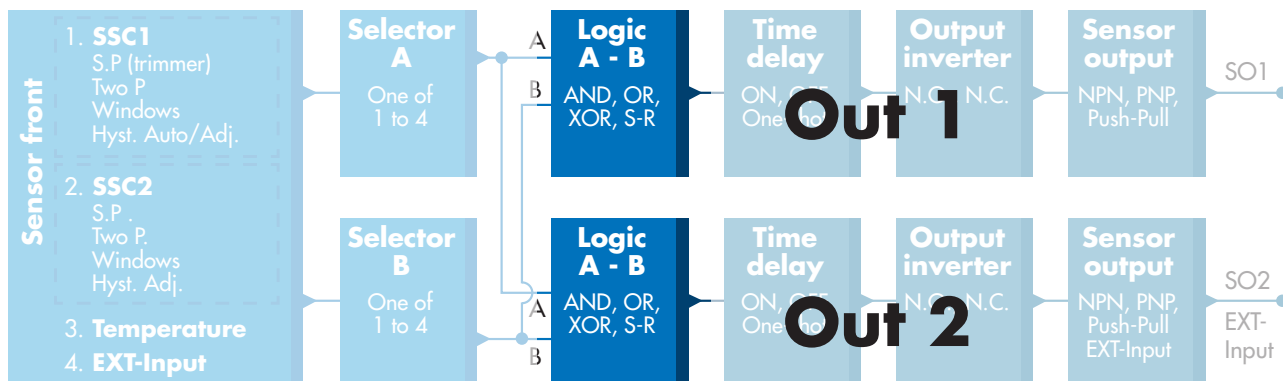 Sensor front
1. SSC1
S.P (trimmer)
Two P
Windows
Hyst. Auto/Adj.
2. SSC2
S.P .
Two P.
Windows
Hyst. Adj.
3. Temperature
4. EXT-Input
Selector
A
One of
1 to 4
A
B
Logic
A - B
AND, OR,
XOR, S-R
Time
delay
ON,
Output
inverter
N.C.
Out 1
Sensor
output
NPN, PNP,
Push-Pull
SO1
Selector
B
One of
1 to 4
A
B
Logic
A - B
AND, OR,
XOR, S-R
Time
delay
ON,
Output
inverter
N.C.
Out 2
Sensor
output
NPN, PNP,
Push-Pull
EXT-Input
SO2
EXT-
Input